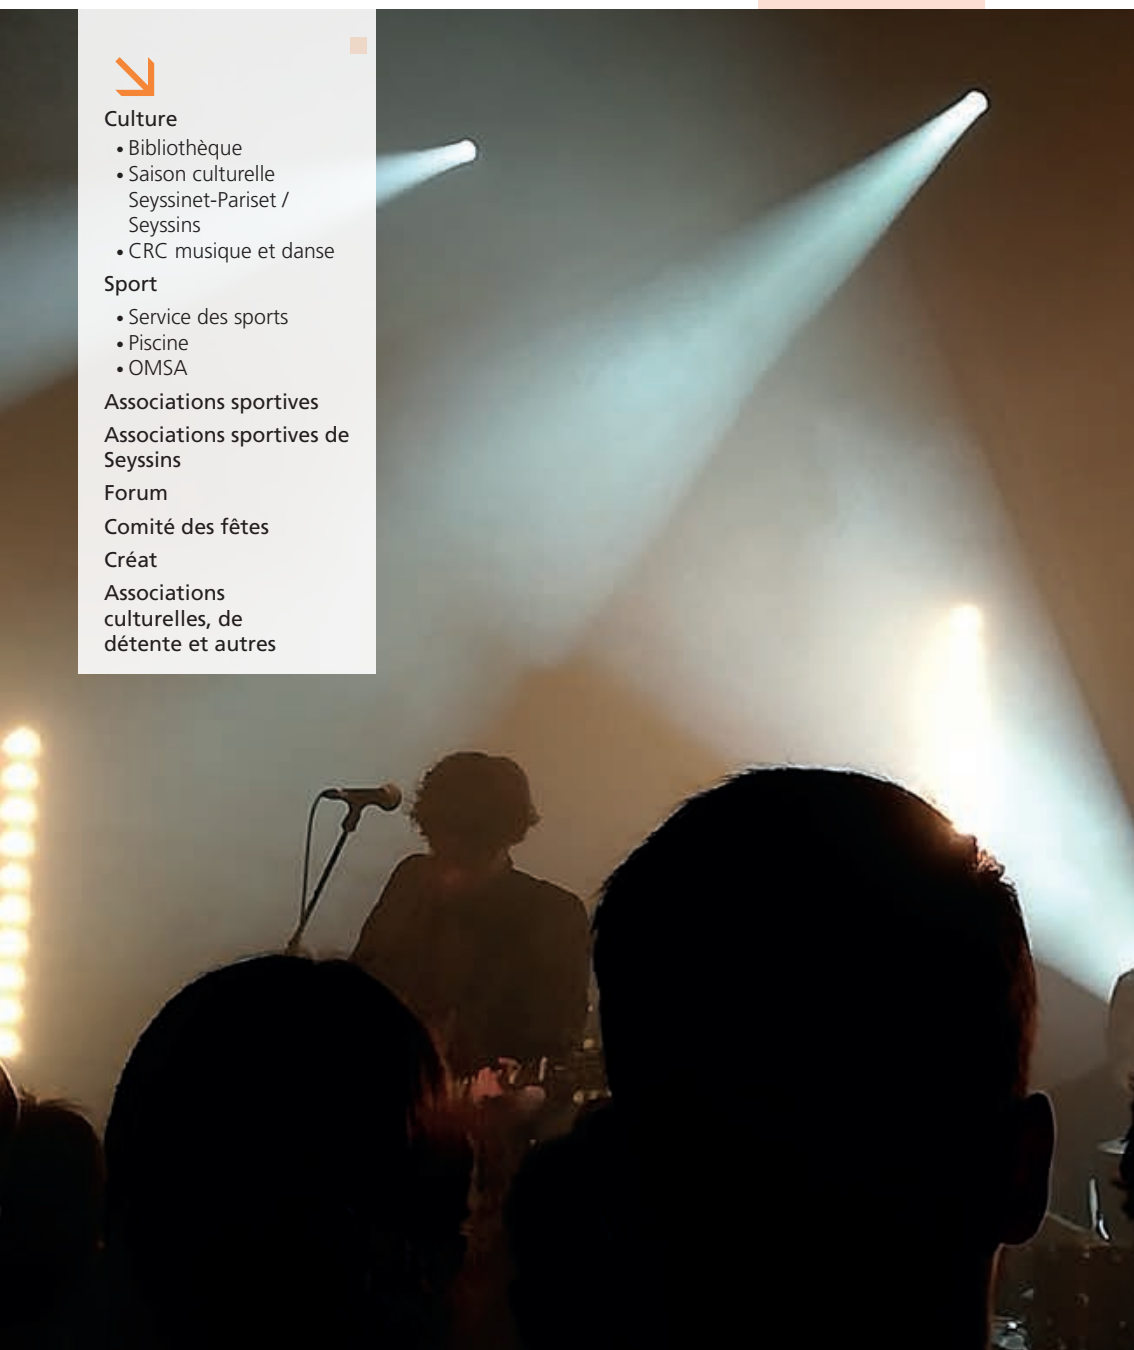 Culture
• Bibliothèque
• Saison culturelle
Seyssinet-Pariset /
Seyssins
• CRC musique et danse
Sport
• Service des sports
• Piscine
• OMSA
Associations sportives
Associations sportives de
Seyssins
Forum
Comité des fêtes
Créat
Associations
culturelles, de
détente et autres